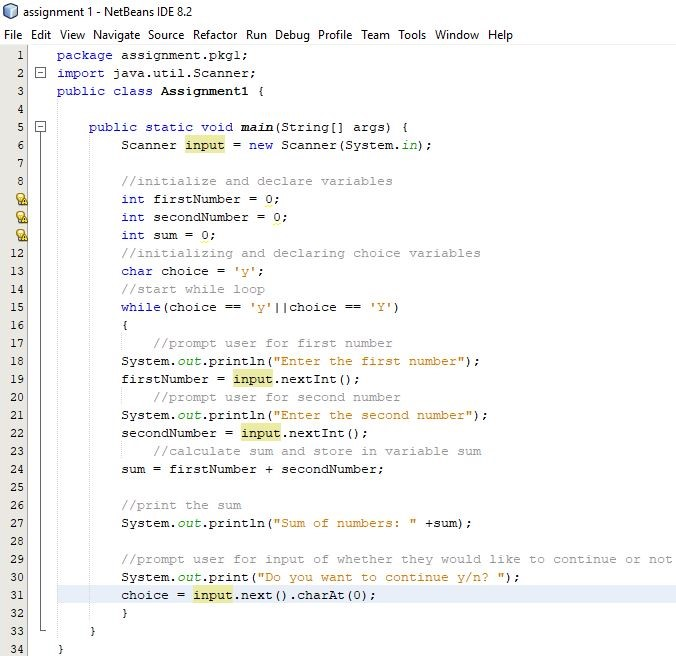 assignment 1 - NetBeans IDE 8.2
File Edit View Navigate Source Refactor Run Debug Profile Team Tools Window Help
1 package assignment.pkg1;
2 import java.util.Scanner;
3 public class Assignment1 {
4
5 public static void main(String[] args) {
6 Scanner input = new Scanner(System.in);
7
8 //initialize and declare variables
int firstNumber = 0;
int secondNumber = 0;
int sum = 0;
12 //initializing and declaring choice variables
13 char choice = 'y';
14 //start while loop
15 while(choice == 'y'||choice == 'Y')
16 {
17 //prompt user for first number
18 System.out.println("Enter the first number");
19 firstNumber = input.nextInt();
20 //prompt user for second number
21 System.out.println("Enter the second number");
22 secondNumber = input.nextInt();
23 //calculate sum and store in variable sum
24 sum = firstNumber + secondNumber;
25
26 //print the sum
27 System.out.println("Sum of numbers: " +sum);
28
29 //prompt user for input of whether they would like to continue or not
30 System.out.print("Do you want to continue y/n? ");
31 choice = input.next().charAt(0);
32 }
33 }
34 }